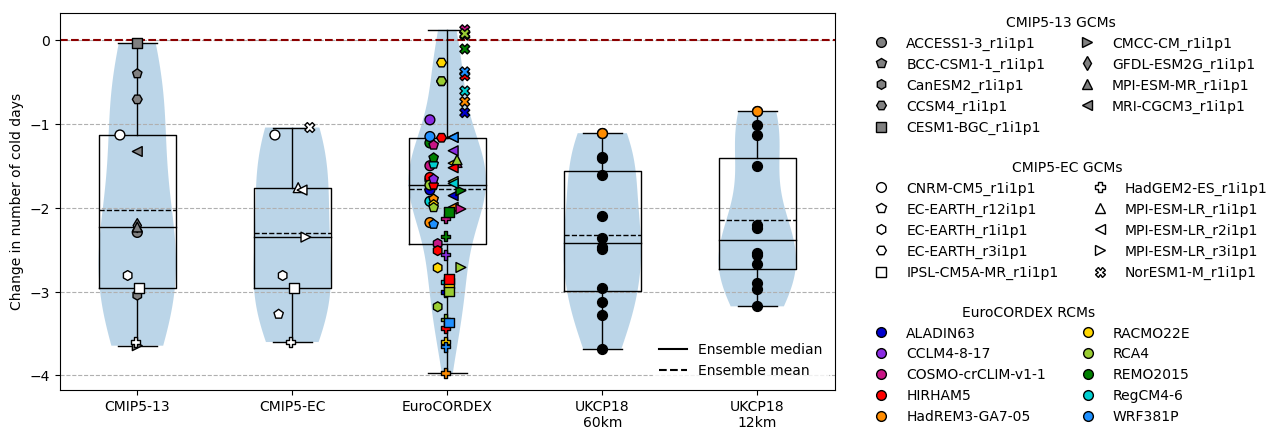 Change in number of cold days
0
−1
−2
−3
−4
CMIP5-13
CMIP5-EC
EuroCORDEX
UKCP18
60km
UKCP18
12km
Ensemble median
Ensemble mean
CMIP5-13 GCMs
ACCESS1-3_r1i1p1
BCC-CSM1-1_r1i1p1
CanESM2_r1i1p1
CCSM4_r1i1p1
CESM1-BGC_r1i1p1
CMCC-CM_r1i1p1
GFDL-ESM2G_r1i1p1
MPI-ESM-MR_r1i1p1
MRI-CGCM3_r1i1p1
CMIP5-EC GCMs
CNRM-CM5_r1i1p1
EC-EARTH_r12i1p1
EC-EARTH_r1i1p1
EC-EARTH_r3i1p1
IPSL-CM5A-MR_r1i1p1
HadGEM2-ES_r1i1p1
MPI-ESM-LR_r1i1p1
MPI-ESM-LR_r2i1p1
MPI-ESM-LR_r3i1p1
NorESM1-M_r1i1p1
EuroCORDEX RCMs
ALADIN63
CCLM4-8-17
COSMO-crCLIM-v1-1
HIRHAM5
HadREM3-GA7-05
RACMO22E
RCA4
REMO2015
RegCM4-6
WRF381P